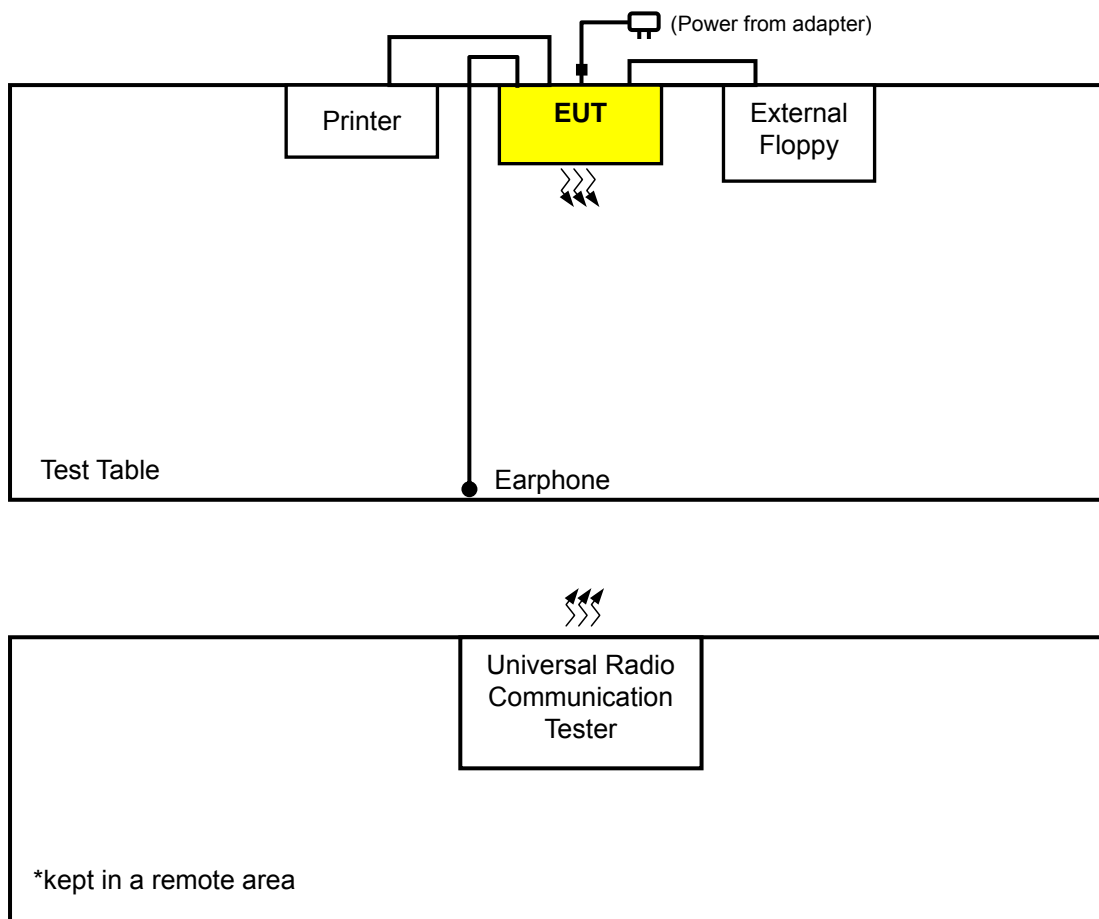 (Power from adapter)
Printer
EUT
External
Floppy
Test Table
Earphone
Universal Radio
Communication
Tester
*kept in a remote area